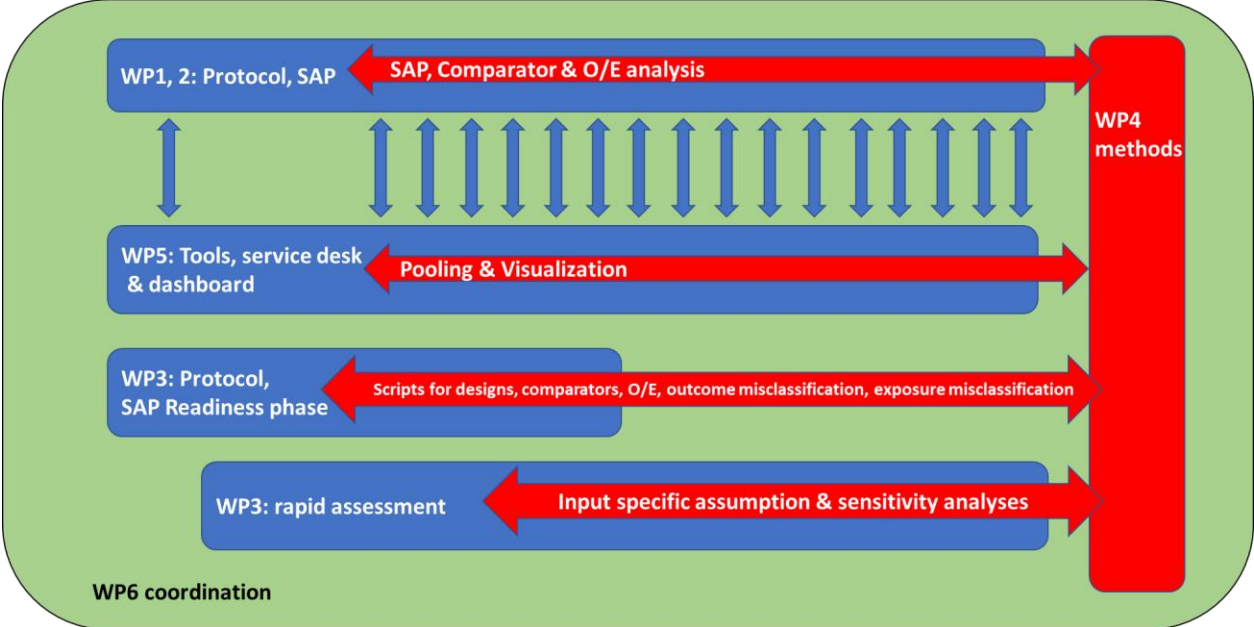 WP1, 2: Protocol, SAP
SAP, Comparator & O/E analysis
WP4
methods
WP5: Tools, service desk
& dashboard
Pooling & Visualization
WP3: Protocol,
SAP Readiness phase
Scripts for designs, comparators, O/E, outcome misclassification, exposure misclassification
WP3: rapid assessment
Input specific assumption & sensitivity analyses
WP6 coordination